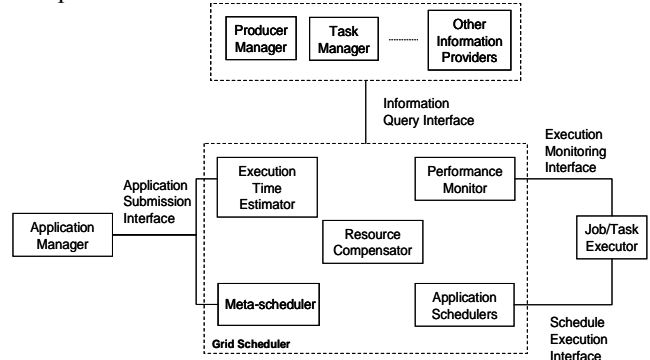 Producer
Manager
Task
Manager
Other
Information
Providers
Information
Query Interface
Execution
Monitoring
Interface
Execution
Time
Estimator
Performance
Monitor
Application
Submission
Interface
Application
Manager
Resource
Compensator
Job/Task
Executor
Meta-scheduler
Application
Schedulers
Grid Scheduler
Schedule
Execution
Interface